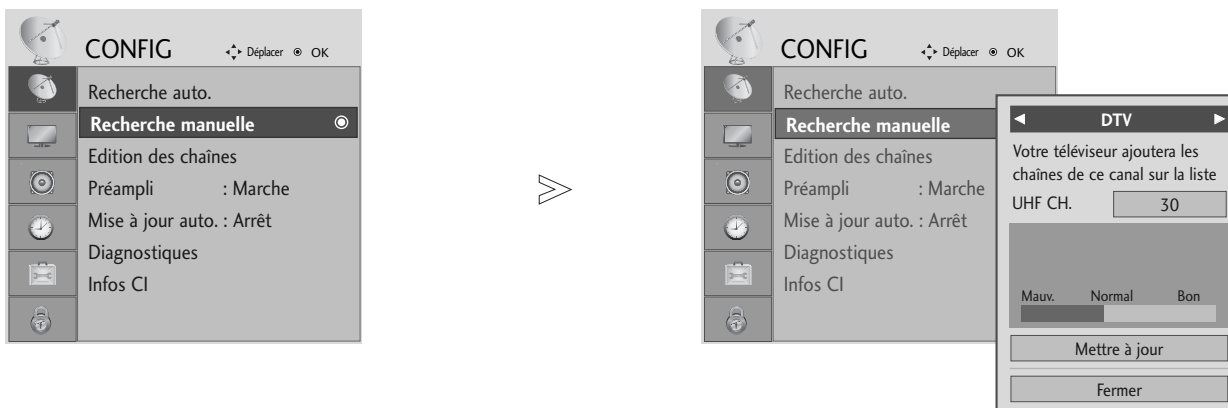 CONFIG Déplacer OK
Recherche auto.
Recherche manuelle
Edition des chaînes
Préampli : Marche
Mise à jour auto. : Arrêt
Diagnostiques
Infos CI
CONFIG Déplacer OK
Recherche auto.
Recherche manuelle
Edition des chaînes
Préampli : Marche
Mise à jour auto. : Arrêt
Diagnostiques
Infos CI
DTV
Votre téléviseur ajoutera les
chaînes de ce canal sur la liste
UHF CH. 30
Mauv. Normal Bon
Mettre à jour
Fermer